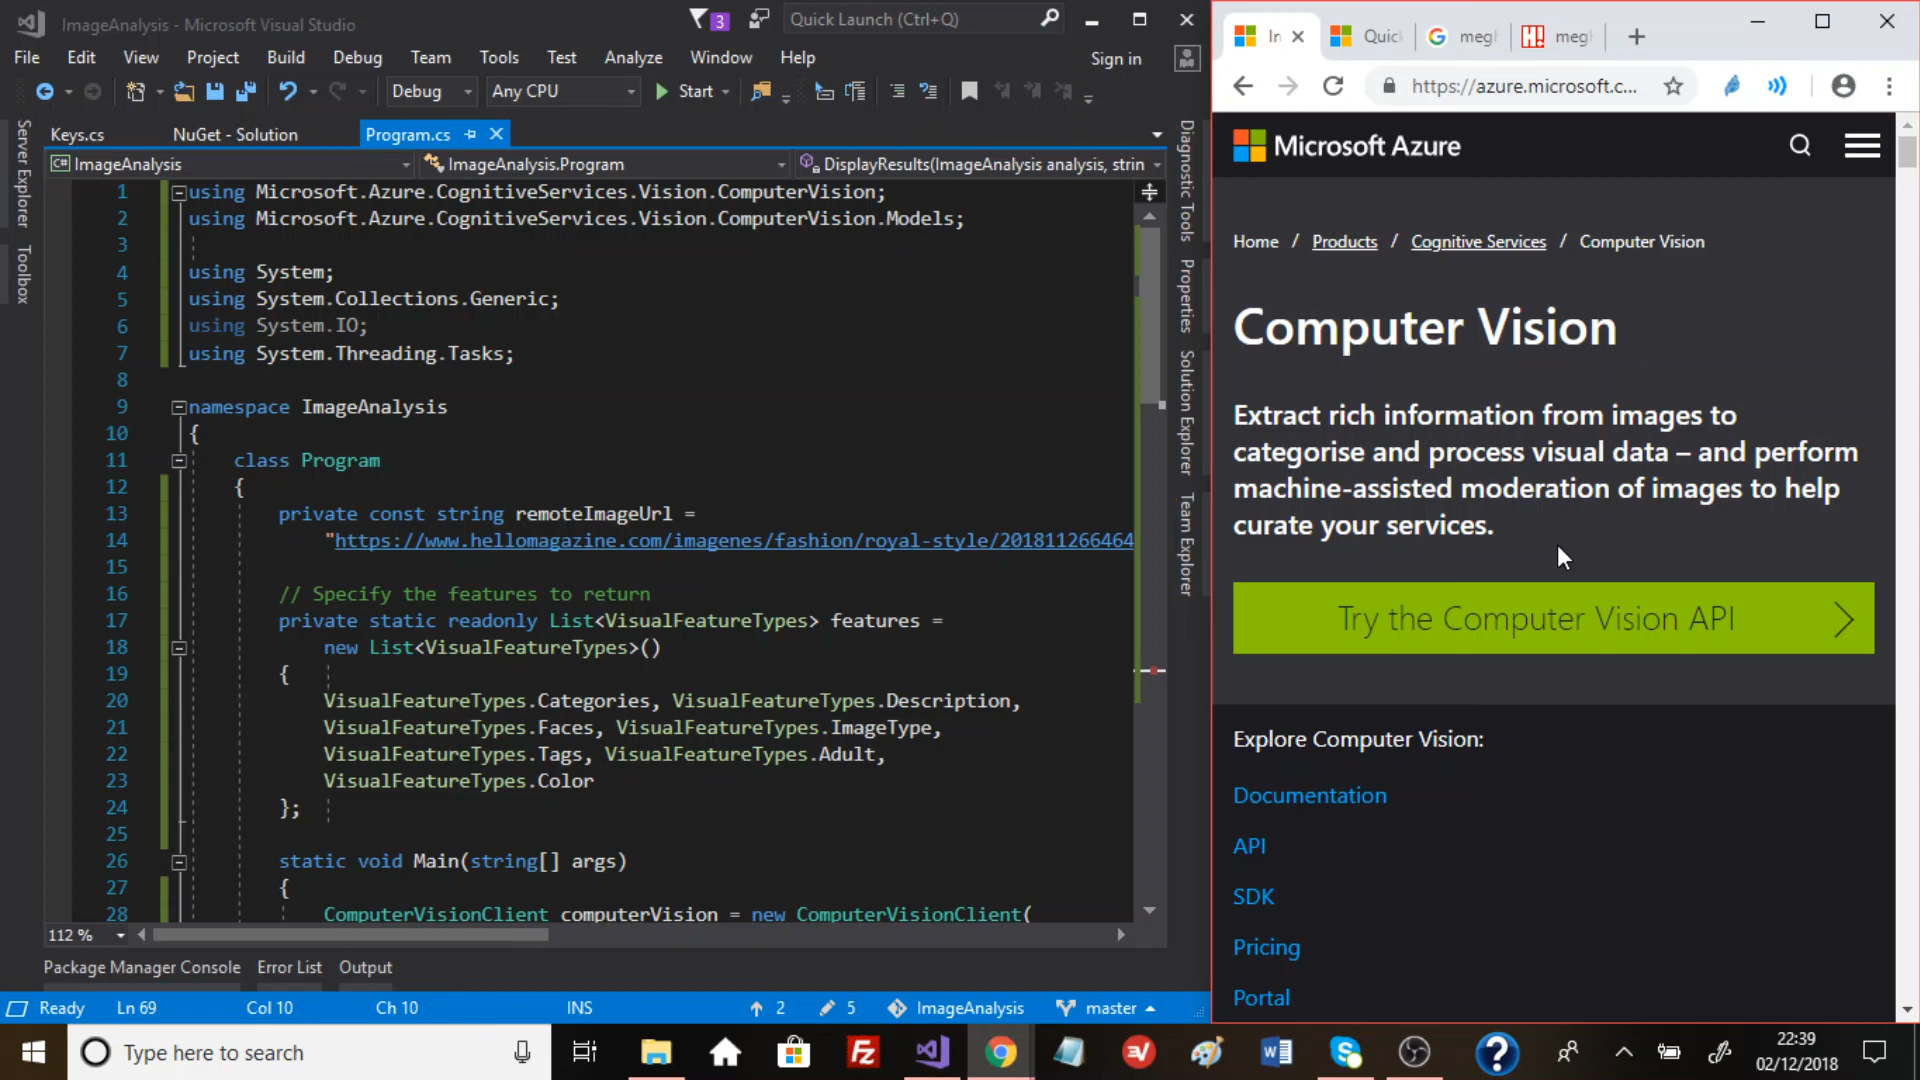 ImageAnalysis - Microsoft Visual Studio
3
Quick Launch (Ctrl+Q)
File Edit View Project Build Debug Team Tools Test Analyze Window Help
Sign in
Debug Any CPU Start
Server Explorer
Toolbox
Keys.cs NuGet - Solution Program.cs
ImageAnalysis ImageAnalysis.Program DisplayResults(ImageAnalysis analysis, strin
1 using Microsoft.Azure.CognitiveServices.Vision.ComputerVision;
2 using Microsoft.Azure.CognitiveServices.Vision.ComputerVision.Models;
3
4 using System;
5 using System.Collections.Generic;
6 using System.IO;
7 using System.Threading.Tasks;
8
9 namespace ImageAnalysis
10 {
11 class Program
12 {
13 private const string remoteImageUrl =
14 "https://www.hellomagazine.com/imagenes/fashion/royal-style/201811266464
15
16 // Specify the features to return
17 private static readonly List<VisualFeatureTypes> features =
18 new List<VisualFeatureTypes>()
19 {
20 VisualFeatureTypes.Categories, VisualFeatureTypes.Description,
21 VisualFeatureTypes.Faces, VisualFeatureTypes.ImageType,
22 VisualFeatureTypes.Tags, VisualFeatureTypes.Adult,
23 VisualFeatureTypes.Color
24 };
25
26 static void Main(string[] args)
27 {
28 ComputerVisionClient computerVision = new ComputerVisionClient(
112 %
Diagnostic Tools
Properties
Solution Explorer
Team Explorer
Package Manager Console Error List Output
Ready Ln 69 Col 10 Ch 10 INS 2 5 ImageAnalysis master
In Quic meg meg
https://azure.microsoft.c...
Microsoft Azure
Home / Products / Cognitive Services / Computer Vision
Computer Vision
Extract rich information from images to
categorise and process visual data – and perform
machine-assisted moderation of images to help
curate your services.
Try the Computer Vision API
Explore Computer Vision:
Documentation
API
SDK
Pricing
Portal
Type here to search
22:39
02/12/2018